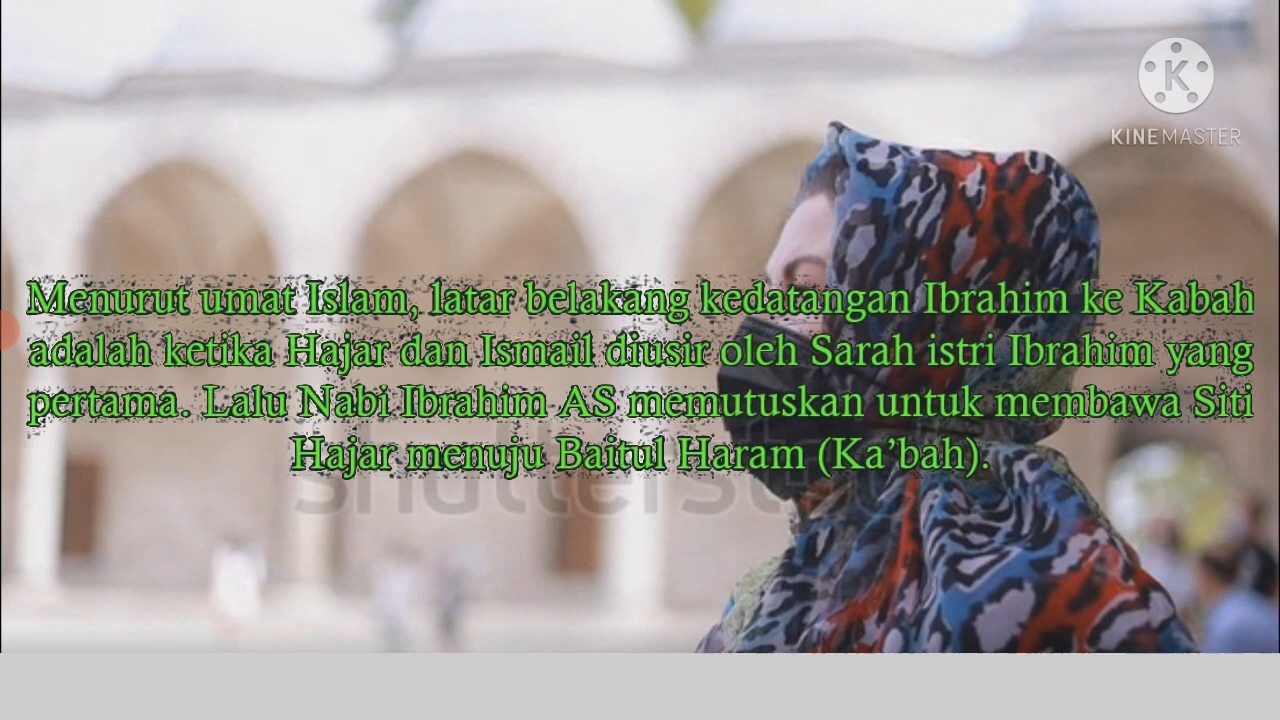 KINEMASTER
Menurut umat Islam, latar belakang kedatangan Ibrahim ke Kabah
adalah ketika Hajar dan Ismail diusir oleh Sarah istri Ibrahim yang
pertama. Lalu Nabi Ibrahim AS memutuskan untuk membawa Siti
Hajar menuju Baitul Haram (Ka’bah).
shutterstock